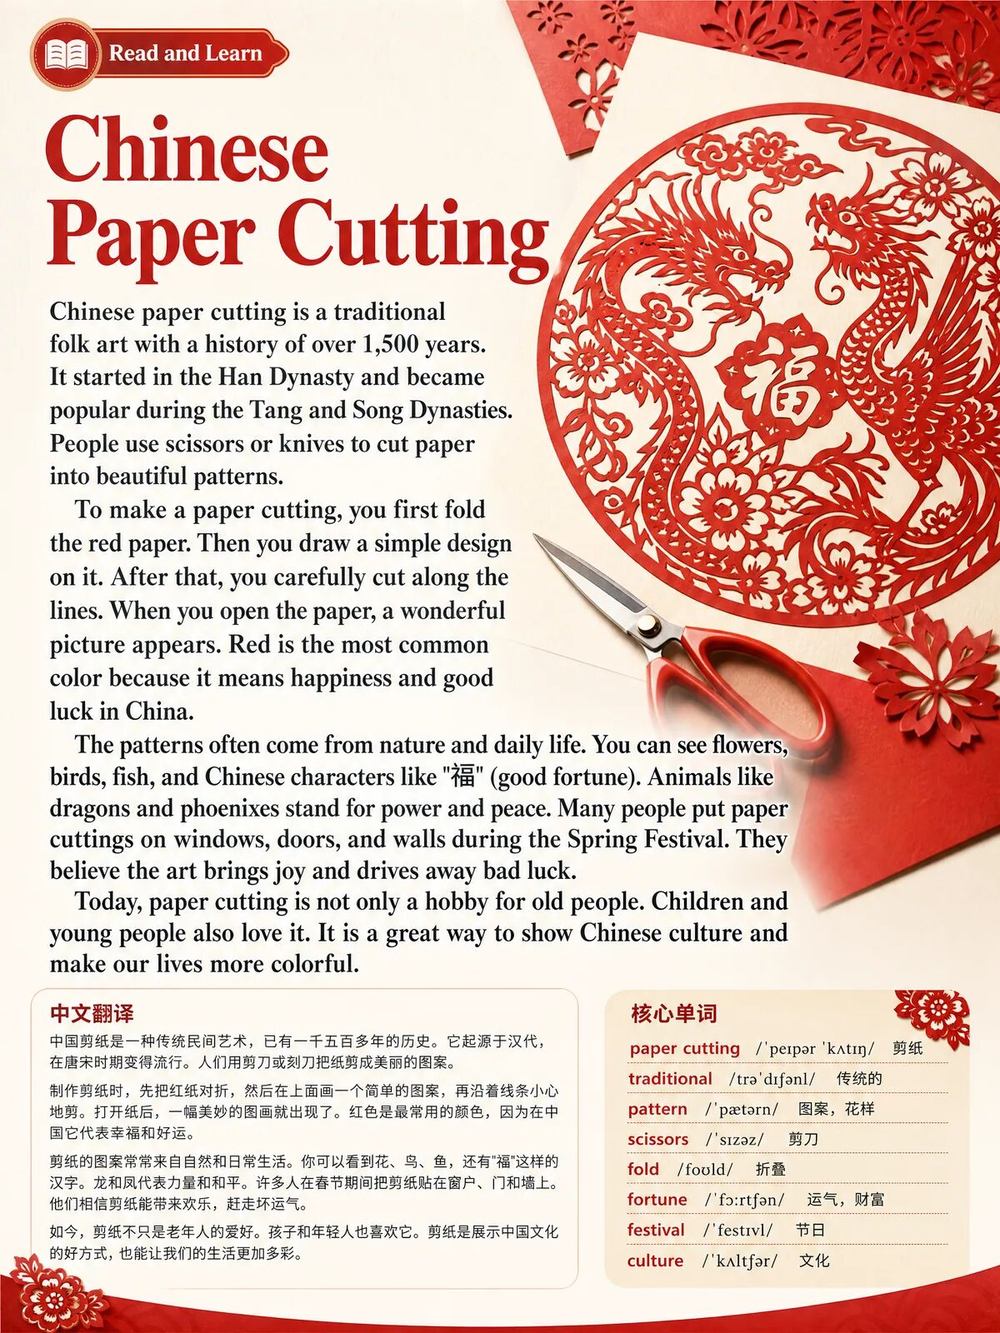 Read and Learn
Chinese
Paper Cutting
福
Chinese paper cutting is a traditional
folk art with a history of over 1,500 years.
It started in the Han Dynasty and became
popular during the Tang and Song Dynasties.
People use scissors or knives to cut paper
into beautiful patterns.
To make a paper cutting, you first fold
the red paper. Then you draw a simple design
on it. After that, you carefully cut along the
lines. When you open the paper, a wonderful
picture appears. Red is the most common
color because it means happiness and good
luck in China.
The patterns often come from nature and daily life. You can see flowers,
birds, fish, and Chinese characters like "福" (good fortune). Animals like
dragons and phoenixes stand for power and peace. Many people put paper
cuttings on windows, doors, and walls during the Spring Festival. They
believe the art brings joy and drives away bad luck.
Today, paper cutting is not only a hobby for old people. Children and
young people also love it. It is a great way to show Chinese culture and
make our lives more colorful.
中文翻译
中国剪纸是一种传统民间艺术，已有一千五百多年的历史。它起源于汉代，
在唐宋时期变得流行。人们用剪刀或刻刀把纸剪成美丽的图案。
制作剪纸时，先把红纸对折，然后在上面画一个简单的图案，再沿着线条小心
地剪。打开纸后，一幅美妙的图画就出现了。红色是最常用的颜色，因为在中
国它代表幸福和好运。
剪纸的图案常常来自自然和日常生活。你可以看到花、鸟、鱼，还有"福"这样的
汉字。龙和凤代表力量和和平。许多人在春节期间把剪纸贴在窗户、门和墙上。
他们相信剪纸能带来欢乐，赶走坏运气。
如今，剪纸不只是老年人的爱好。孩子和年轻人也喜欢它。剪纸是展示中国文化
的好方式，也能让我们的生活更加多彩。
核心单词
paper cutting /ˈpeɪpər ˈkʌtɪŋ/ 剪纸
traditional /trəˈdɪʃənl/ 传统的
pattern /ˈpætərn/ 图案，花样
scissors /ˈsɪzəz/ 剪刀
fold /foʊld/ 折叠
fortune /ˈfɔːrtʃən/ 运气，财富
festival /ˈfestɪvl/ 节日
culture /ˈkʌltʃər/ 文化